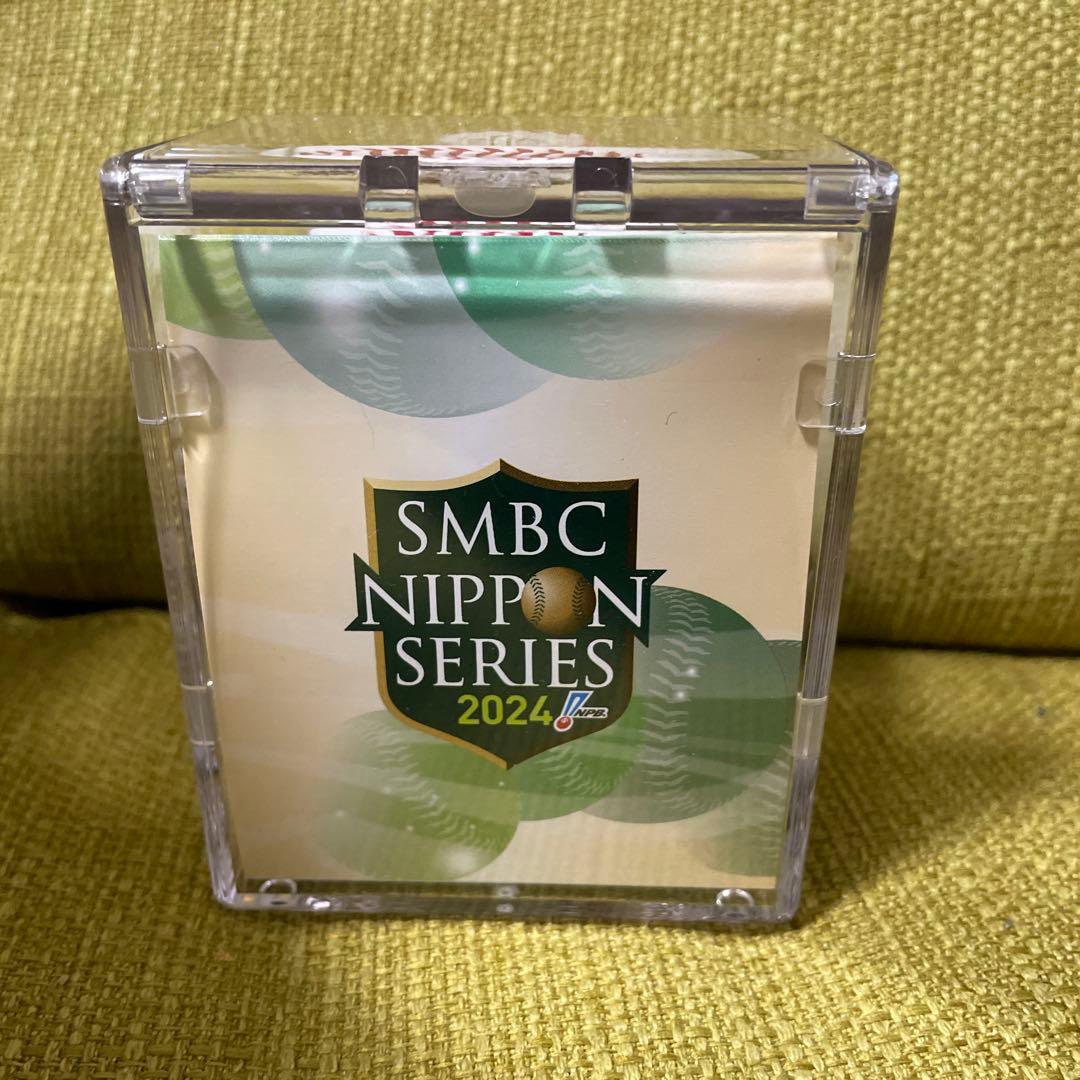 SMBC
NIPPON
SERIES
2024 NPB.